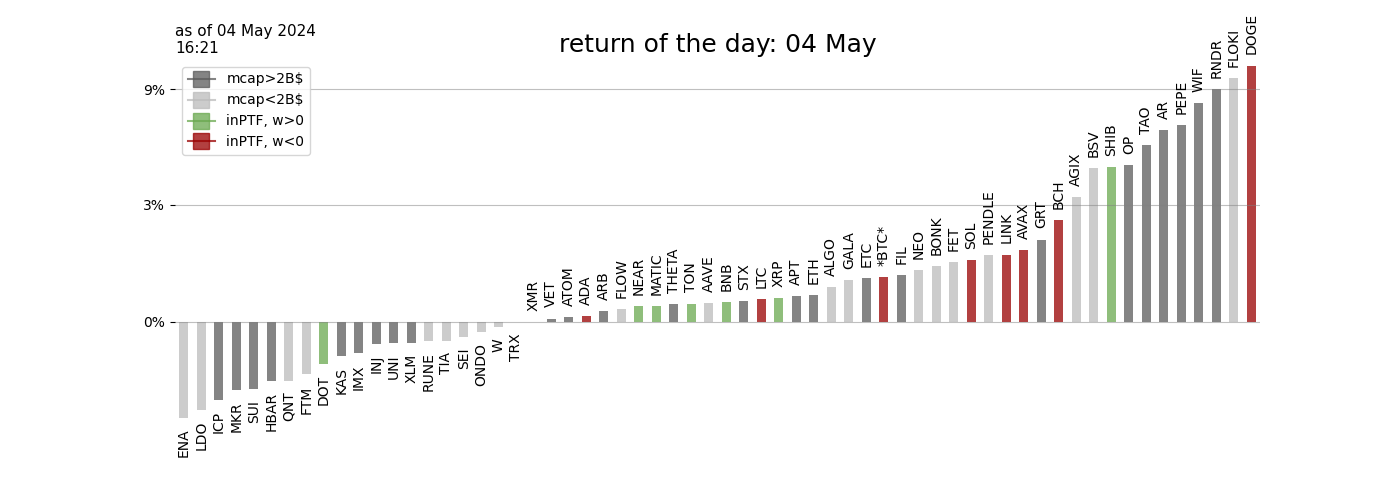 as of 04 May 2024
16:21
return of the day: 04 May
mcap>2B$
mcap<2B$
inPTF, w>0
inPTF, w<0
9%
3%
0%
ENA
LDO
ICP
MKR
SUI
HBAR
QNT
FTM
DOT
KAS
IMX
INJ
UNI
XLM
RUNE
TIA
SEI
ONDO
W
TRX
XMR
VET
ATOM
ADA
ARB
FLOW
NEAR
MATIC
THETA
TON
AAVE
BNB
STX
LTC
XRP
APT
ETH
ALGO
GALA
ETC
*BTC*
FIL
NEO
BONK
FET
SOL
PENDLE
LINK
AVAX
GRT
BCH
AGIX
BSV
SHIB
OP
TAO
AR
PEPE
WIF
RNDR
FLOKI
DOGE